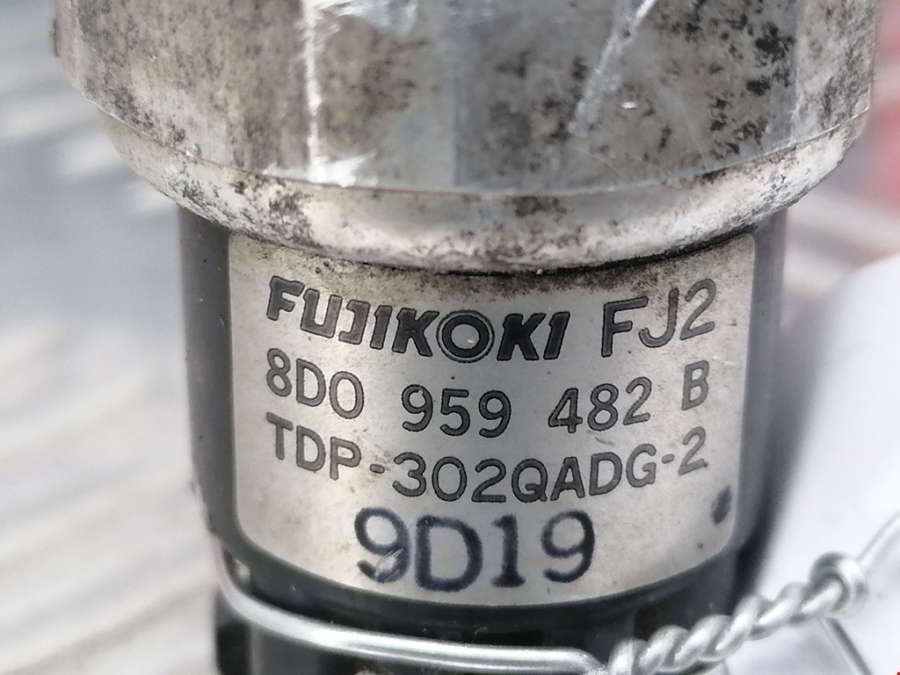 FUJIKOKI FJ2
8D0 959 482 B
TDP-302QADG-2
9D19